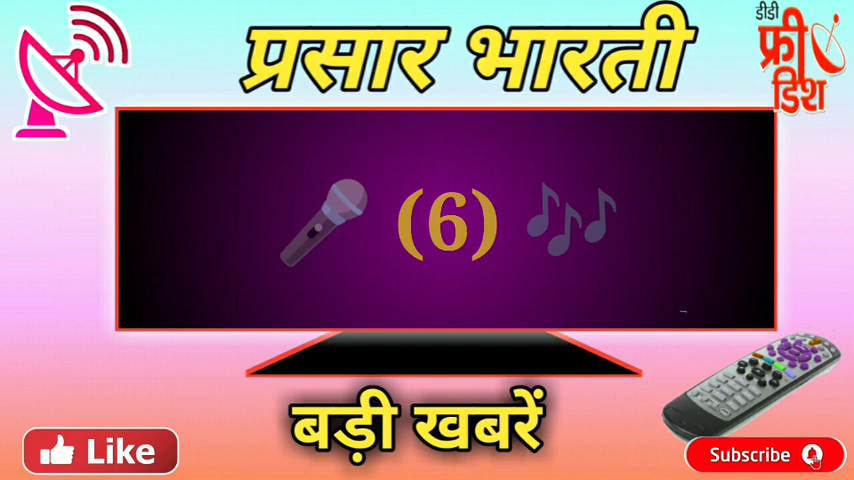 प्रसार भारती
डीडी
फ्री
डिश
(6)
बड़ी खबरें
Like
Subscribe